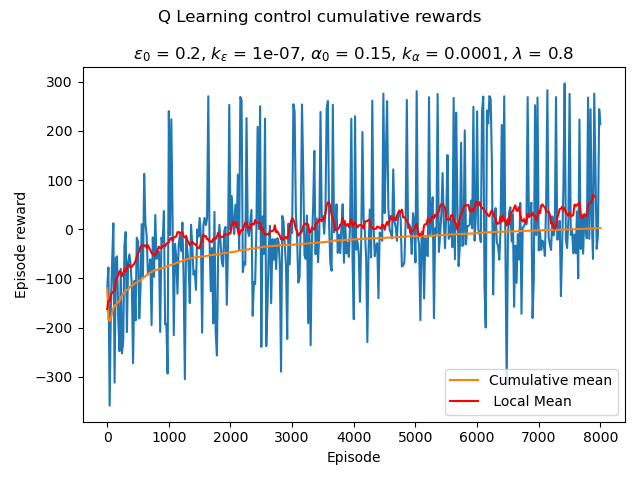 Q Learning control cumulative rewards
ε₀ = 0.2, kε = 1e-07, α₀ = 0.15, kα = 0.0001, λ = 0.8
Episode reward
300
200
100
0
−100
−200
−300
Cumulative mean
Local Mean
0 1000 2000 3000 4000 5000 6000 7000 8000
Episode